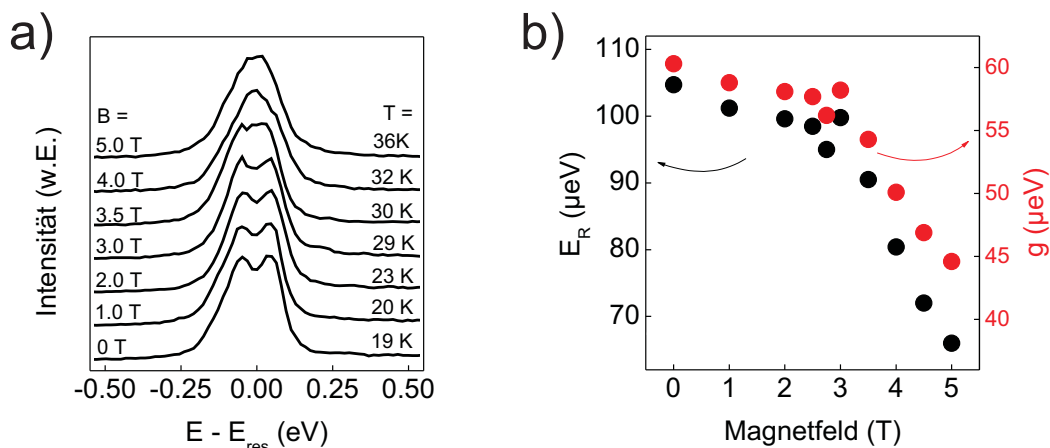 a)
Intensität (w.E.)
B =
T =
5.0 T
36K
4.0 T
32 K
3.5 T
30 K
3.0 T
29 K
2.0 T
23 K
1.0 T
20 K
0 T
19 K
-0.50 -0.25 0.00 0.25 0.50
E - E_res (eV)
b)
E_R (µeV)
110
100
90
80
70
g (µeV)
60
55
50
45
40
0 1 2 3 4 5
Magnetfeld (T)